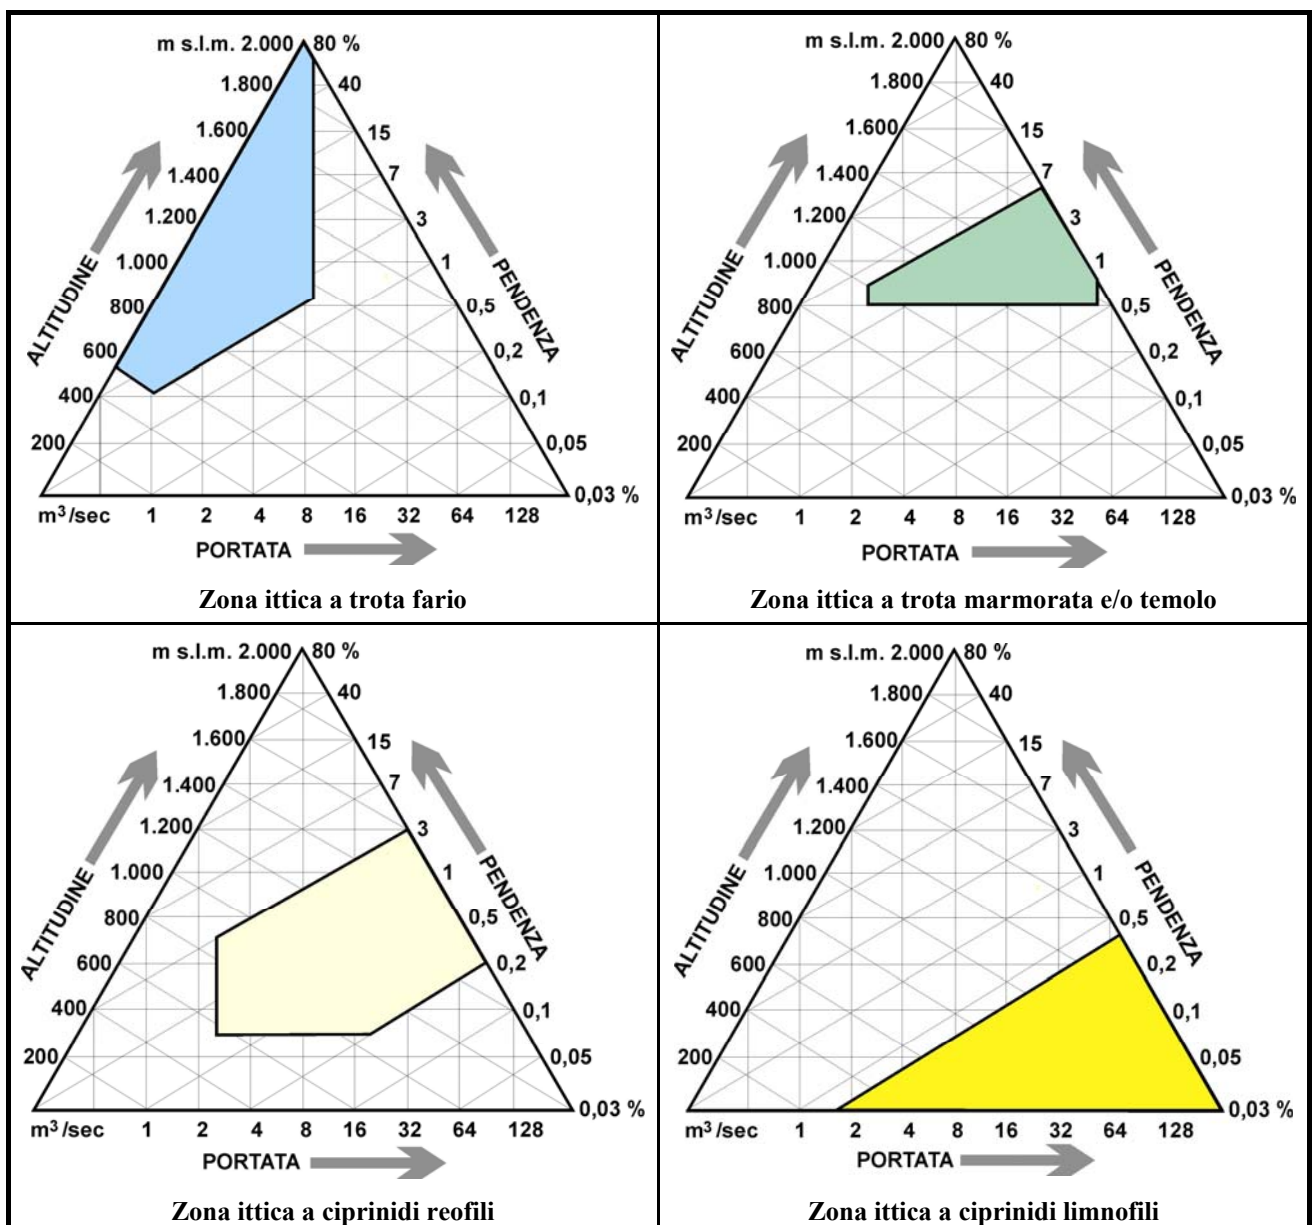 m s.l.m. 2.000 80 %
1.800 40
1.600 15
1.400 7
1.200 3
1.000 1
800 0,5
600 0,2
400 0,1
200 0,05
0,03 %
ALTITUDINE
PENDENZA
m³/sec 1 2 4 8 16 32 64 128
PORTATA
Zona ittica a trota fario
m s.l.m. 2.000 80 %
1.800 40
1.600 15
1.400 7
1.200 3
1.000 1
800 0,5
600 0,2
400 0,1
200 0,05
0,03 %
ALTITUDINE
PENDENZA
m³/sec 1 2 4 8 16 32 64 128
PORTATA
Zona ittica a trota marmorata e/o temolo
m s.l.m. 2.000 80 %
1.800 40
1.600 15
1.400 7
1.200 3
1.000 1
800 0,5
600 0,2
400 0,1
200 0,05
0,03 %
ALTITUDINE
PENDENZA
m³/sec 1 2 4 8 16 32 64 128
PORTATA
Zona ittica a ciprinidi reofili
m s.l.m. 2.000 80 %
1.800 40
1.600 15
1.400 7
1.200 3
1.000 1
800 0,5
600 0,2
400 0,1
200 0,05
0,03 %
ALTITUDINE
PENDENZA
m³/sec 1 2 4 8 16 32 64 128
PORTATA
Zona ittica a ciprinidi limnofili